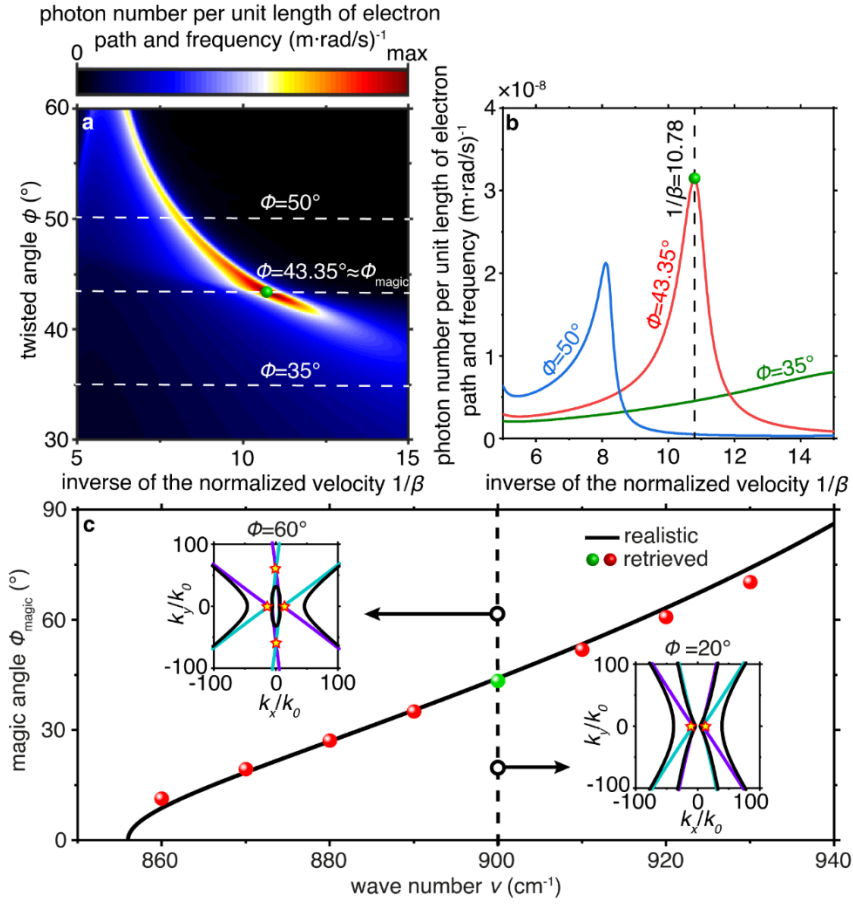 photon number per unit length of electron
path and frequency (m·rad/s)⁻¹
0 max
a
60
50
40
30
twisted angle ϕ (°)
Φ=50°
Φ=43.35°≈Φmagic
Φ=35°
5 10 15
inverse of the normalized velocity 1/β
photon number per unit length of electron
path and frequency (m·rad/s)⁻¹
×10⁻⁸
b
4
3
2
1
0
1/β=10.78
Φ=50°
Φ=43.35°
Φ=35°
6 8 10 12 14
inverse of the normalized velocity 1/β
c
90
60
30
0
magic angle Φmagic (°)
Φ=60°
100
0
-100
ky/k0
-100 0 100
kx/k0
realistic
retrieved
Φ =20°
100
0
-100
ky/k0
-100 0 100
kx/k0
860 880 900 920 940
wave number ν (cm⁻¹)